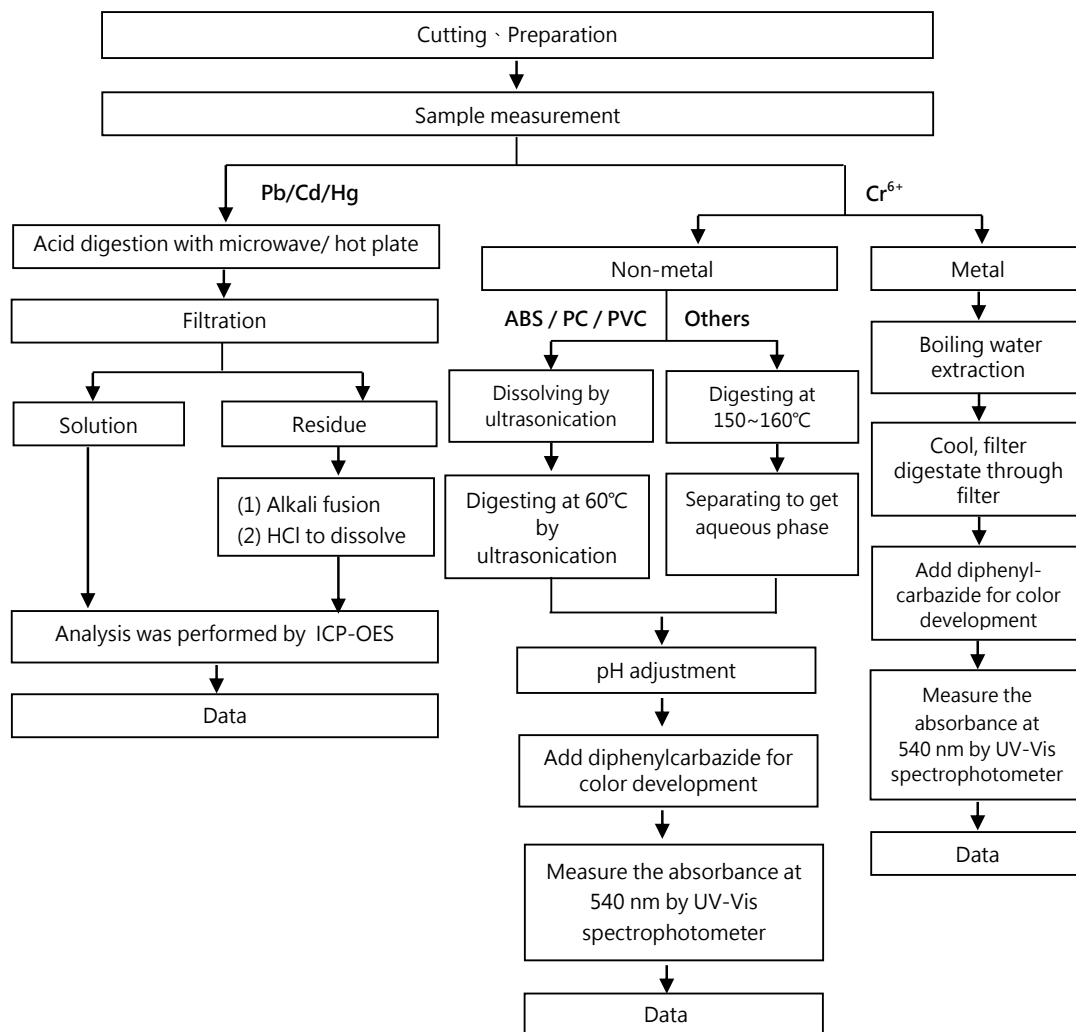 Cutting、Preparation
Sample measurement
Pb/Cd/Hg
Acid digestion with microwave/ hot plate
Filtration
Solution
Residue
(1) Alkali fusion
(2) HCl to dissolve
Analysis was performed by ICP-OES
Data
Cr⁶⁺
Non-metal
ABS / PC / PVC
Others
Dissolving by
ultrasonication
Digesting at 60℃
by
ultrasonication
Digesting at
150~160℃
Separating to get
aqueous phase
pH adjustment
Add diphenylcarbazide for
color development
Measure the absorbance at
540 nm by UV-Vis
spectrophotometer
Data
Metal
Boiling water
extraction
Cool, filter
digestate through
filter
Add diphenyl-
carbazide for color
development
Measure the
absorbance at
540 nm by UV-Vis
spectrophotometer
Data